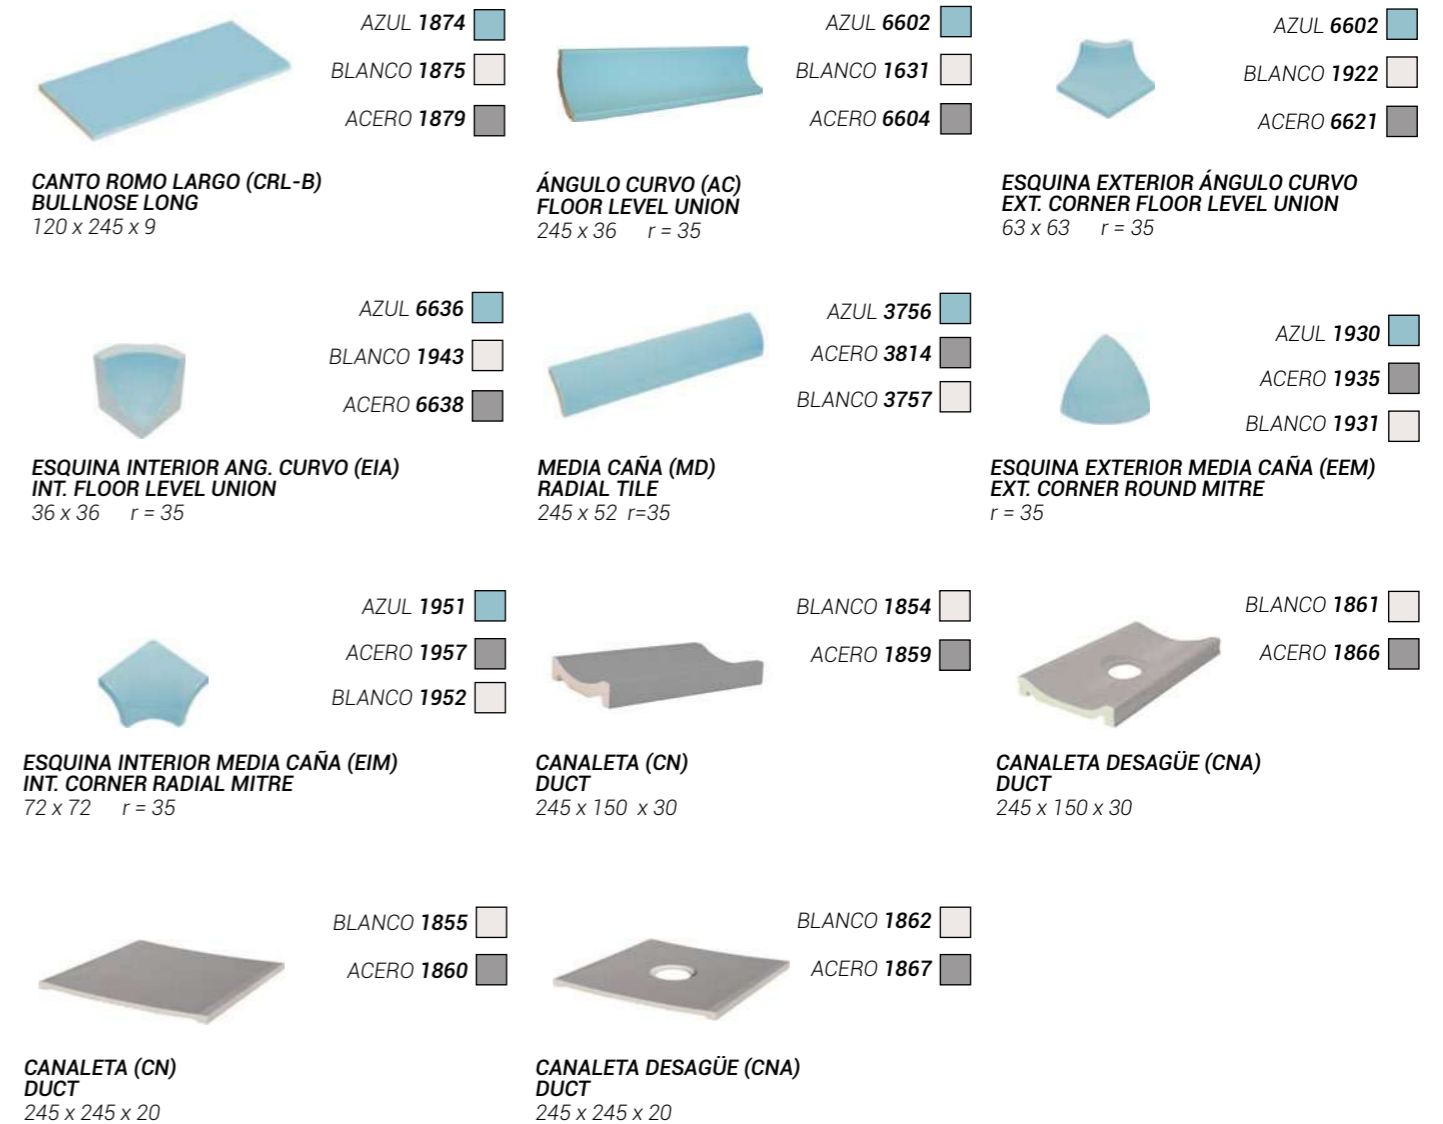 AZUL 1874
BLANCO 1875
ACERO 1879
CANTO ROMO LARGO (CRL-B)
BULLNOSE LONG
120 x 245 x 9
AZUL 6602
BLANCO 1631
ACERO 6604
ÁNGULO CURVO (AC)
FLOOR LEVEL UNION
245 x 36 r = 35
AZUL 6602
BLANCO 1922
ACERO 6621
ESQUINA EXTERIOR ÁNGULO CURVO
EXT. CORNER FLOOR LEVEL UNION
63 x 63 r = 35
AZUL 6636
BLANCO 1943
ACERO 6638
ESQUINA INTERIOR ANG. CURVO (EIA)
INT. FLOOR LEVEL UNION
36 x 36 r = 35
AZUL 3756
ACERO 3814
BLANCO 3757
MEDIA CAÑA (MD)
RADIAL TILE
245 x 52 r=35
AZUL 1930
ACERO 1935
BLANCO 1931
ESQUINA EXTERIOR MEDIA CAÑA (EEM)
EXT. CORNER ROUND MITRE
r = 35
AZUL 1951
ACERO 1957
BLANCO 1952
ESQUINA INTERIOR MEDIA CAÑA (EIM)
INT. CORNER RADIAL MITRE
72 x 72 r = 35
BLANCO 1854
ACERO 1859
CANALETA (CN)
DUCT
245 x 150 x 30
BLANCO 1861
ACERO 1866
CANALETA DESAGÜE (CNA)
DUCT
245 x 150 x 30
BLANCO 1855
ACERO 1860
CANALETA (CN)
DUCT
245 x 245 x 20
BLANCO 1862
ACERO 1867
CANALETA DESAGÜE (CNA)
DUCT
245 x 245 x 20